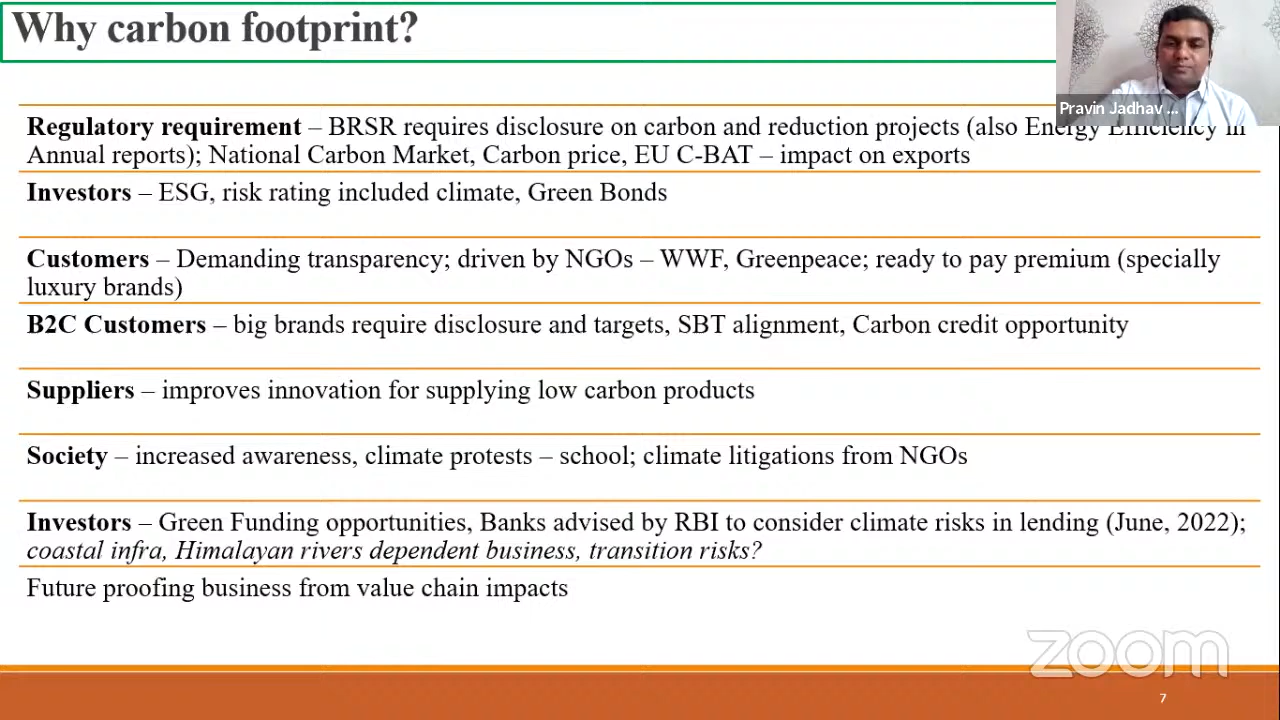 Why carbon footprint?
Pravin Jadhav ...
Regulatory requirement – BRSR requires disclosure on carbon and reduction projects (also Energy Efficiency in
Annual reports); National Carbon Market, Carbon price, EU C-BAT – impact on exports
Investors – ESG, risk rating included climate, Green Bonds
Customers – Demanding transparency; driven by NGOs – WWF, Greenpeace; ready to pay premium (specially
luxury brands)
B2C Customers – big brands require disclosure and targets, SBT alignment, Carbon credit opportunity
Suppliers – improves innovation for supplying low carbon products
Society – increased awareness, climate protests – school; climate litigations from NGOs
Investors – Green Funding opportunities, Banks advised by RBI to consider climate risks in lending (June, 2022);
coastal infra, Himalayan rivers dependent business, transition risks?
Future proofing business from value chain impacts
zoom
7